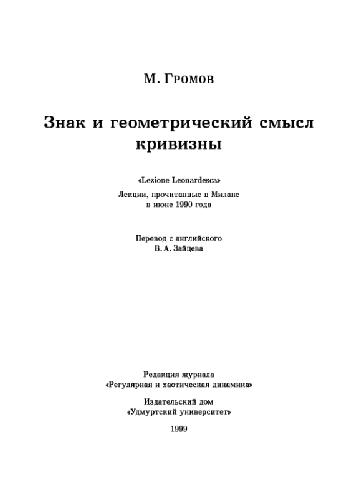 М. Громов
Знак и геометрический смысл
кривизны
«Lezione Leonardesca»
Лекции, прочитанные в Милане
в июне 1990 года
Перевод с английского
В. А. Зайцева
Редакция журнала
«Регулярная и хаотическая динамика»
Издательский дом
«Удмуртский университет»
1999